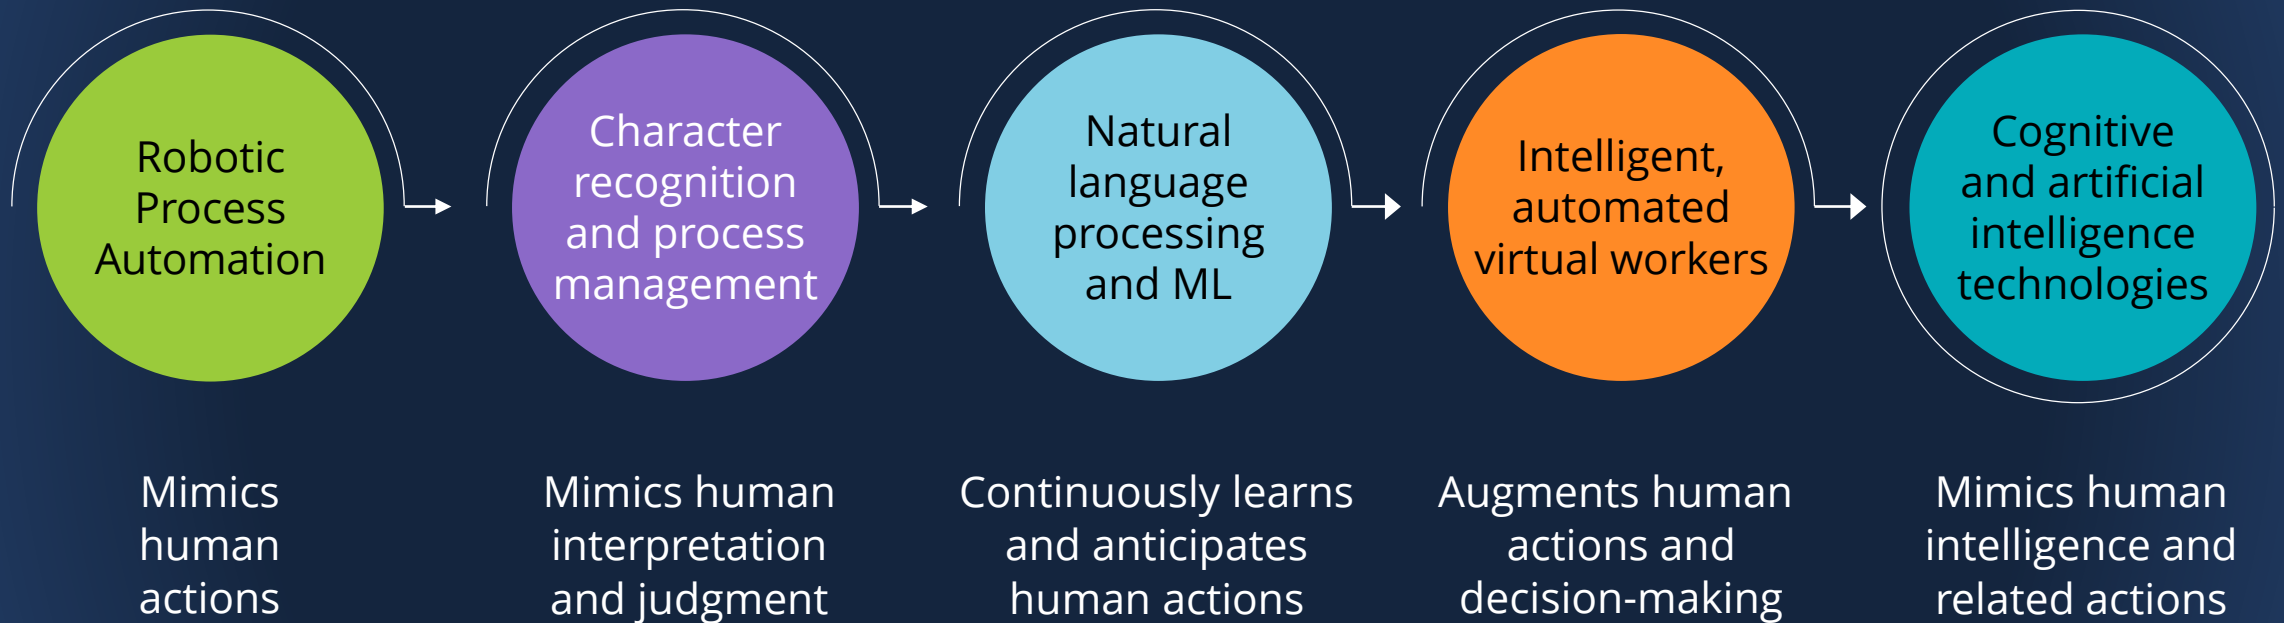 Robotic
Process
Automation
Character
recognition
and process
management
Natural
language
processing
and ML
Intelligent,
automated
virtual workers
Cognitive
and artificial
intelligence
technologies
Mimics
human
actions
Mimics human
interpretation
and judgment
Continuously learns
and anticipates
human actions
Augments human
actions and
decision-making
Mimics human
intelligence and
related actions